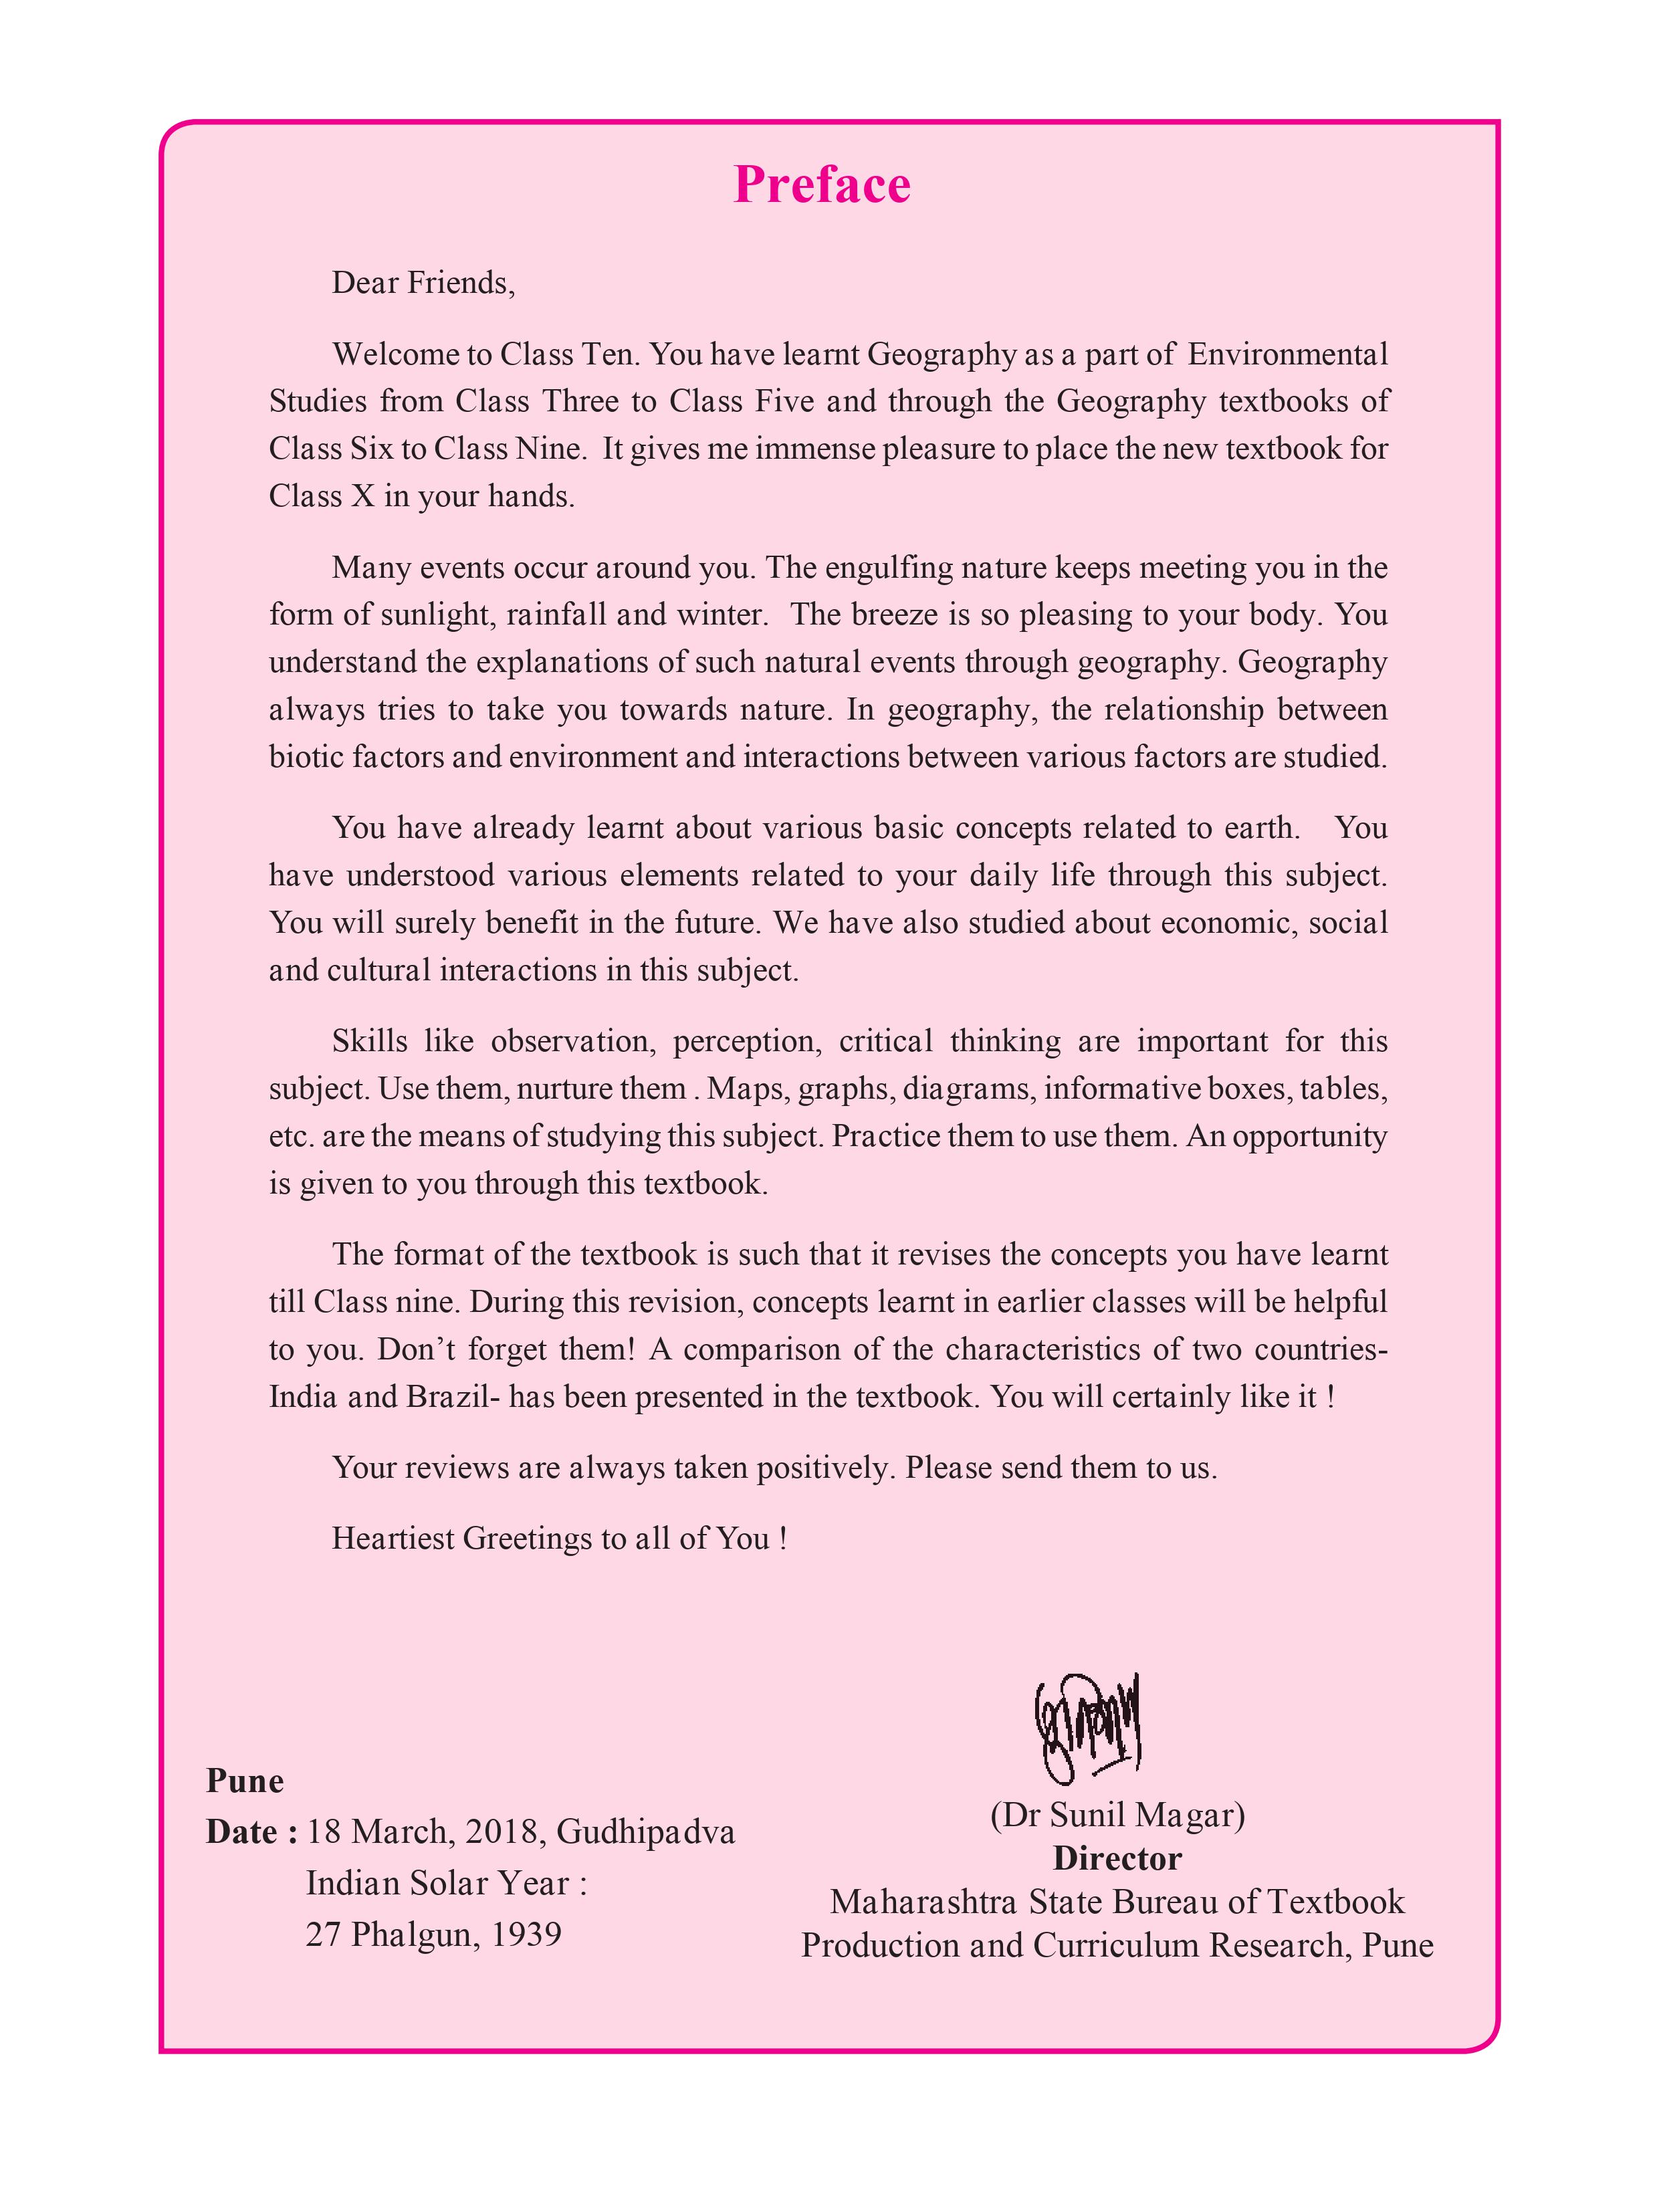 Preface
Dear Friends,
Welcome to Class Ten. You have learnt Geography as a part of Environmental
Studies from Class Three to Class Five and through the Geography textbooks of
Class Six to Class Nine. It gives me immense pleasure to place the new textbook for
Class X in your hands.
Many events occur around you. The engulfing nature keeps meeting you in the
form of sunlight, rainfall and winter. The breeze is so pleasing to your body. You
understand the explanations of such natural events through geography. Geography
always tries to take you towards nature. In geography, the relationship between
biotic factors and environment and interactions between various factors are studied.
You have already learnt about various basic concepts related to earth. You
have understood various elements related to your daily life through this subject.
You will surely benefit in the future. We have also studied about economic, social
and cultural interactions in this subject.
Skills like observation, perception, critical thinking are important for this
subject. Use them, nurture them . Maps, graphs, diagrams, informative boxes, tables,
etc. are the means of studying this subject. Practice them to use them. An opportunity
is given to you through this textbook.
The format of the textbook is such that it revises the concepts you have learnt
till Class nine. During this revision, concepts learnt in earlier classes will be helpful
to you. Don’t forget them! A comparison of the characteristics of two countries-
India and Brazil- has been presented in the textbook. You will certainly like it !
Your reviews are always taken positively. Please send them to us.
Heartiest Greetings to all of You !
Pune
Date : 18 March, 2018, Gudhipadva
Indian Solar Year :
27 Phalgun, 1939
(Dr Sunil Magar)
Director
Maharashtra State Bureau of Textbook
Production and Curriculum Research, Pune